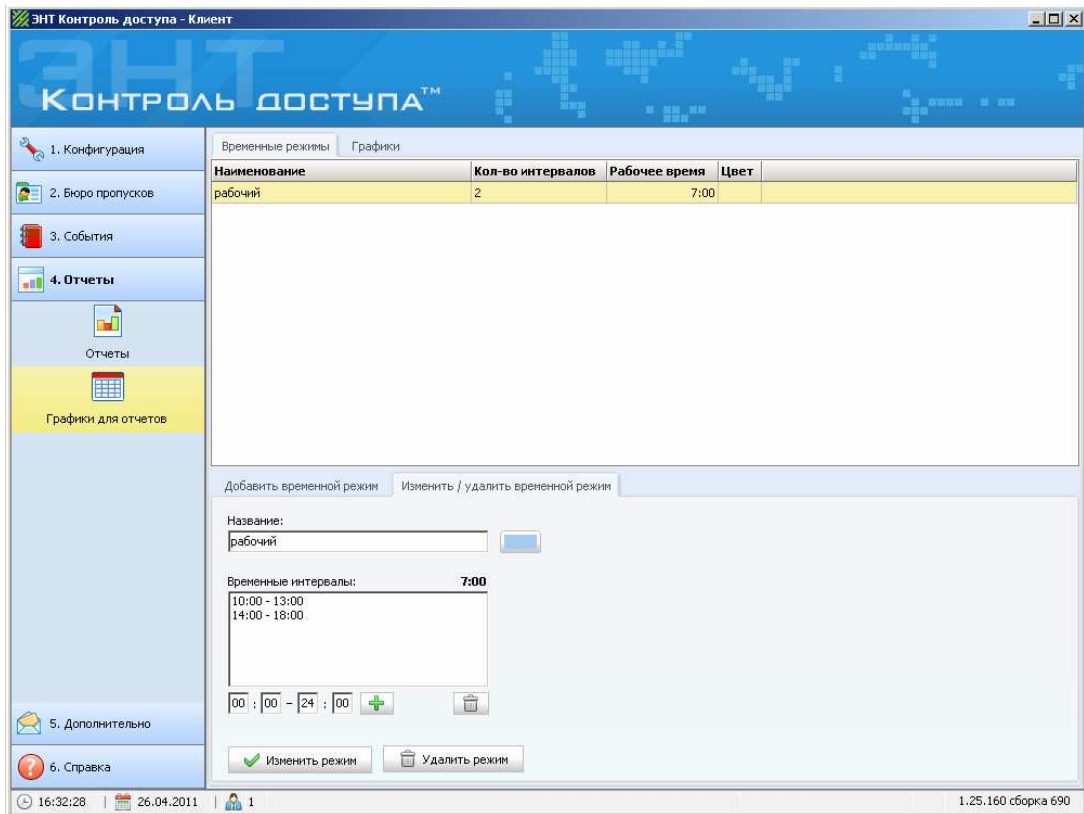 ЭНТ Контроль доступа - Клиент
ЭНТ
КОНТРОЛЬ ДОСТУПА™
1. Конфигурация
2. Бюро пропусков
3. События
4. Отчеты
Отчеты
Графики для отчетов
5. Дополнительно
6. Справка
Временные режимы Графики
Наименование Кол-во интервалов Рабочее время Цвет
рабочий 2 7:00
Добавить временной режим Изменить / удалить временной режим
Название:
рабочий
Временные интервалы: 7:00
10:00 - 13:00
14:00 - 18:00
00 : 00 - 24 : 00
Изменить режим Удалить режим
16:32:28 | 26.04.2011 | 1 1.25.160 сборка 690